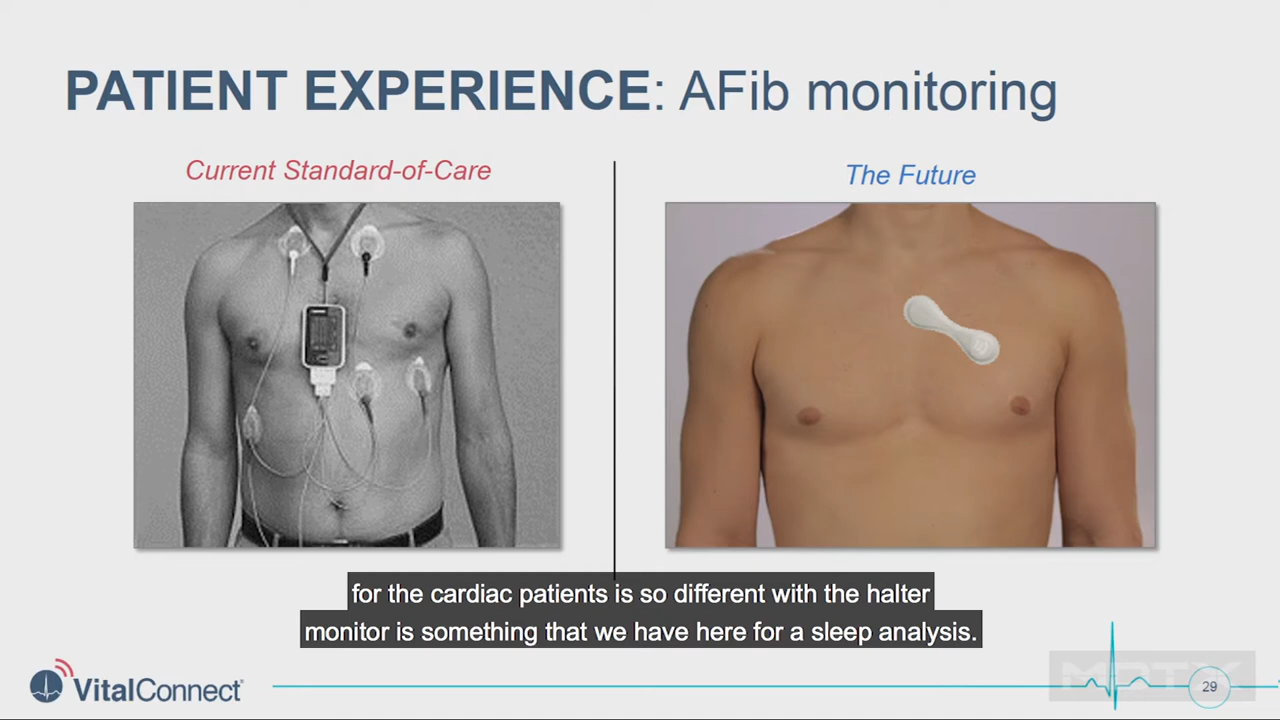 PATIENT EXPERIENCE: AFib monitoring
Current Standard-of-Care
The Future
for the cardiac patients is so different with the halter
monitor is something that we have here for a sleep analysis.
VitalConnect®
29